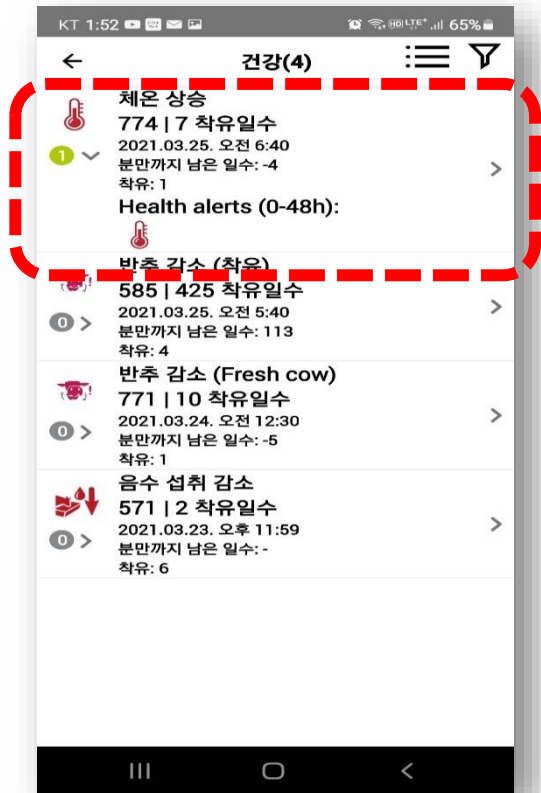 KT 1:52 65%
건강(4)
체온 상승
774 | 7 착유일수
2021.03.25. 오전 6:40
1
분만까지 남은 일수: -4
착유: 1
Health alerts (0-48h):
반추 감소 (착유)
585 | 425 착유일수
2021.03.25. 오전 5:40
0
분만까지 남은 일수: 113
착유: 4
반추 감소 (Fresh cow)
771 | 10 착유일수
2021.03.24. 오전 12:30
0
분만까지 남은 일수: -5
착유: 1
음수 섭취 감소
571 | 2 착유일수
2021.03.23. 오후 11:59
0
분만까지 남은 일수: -
착유: 6